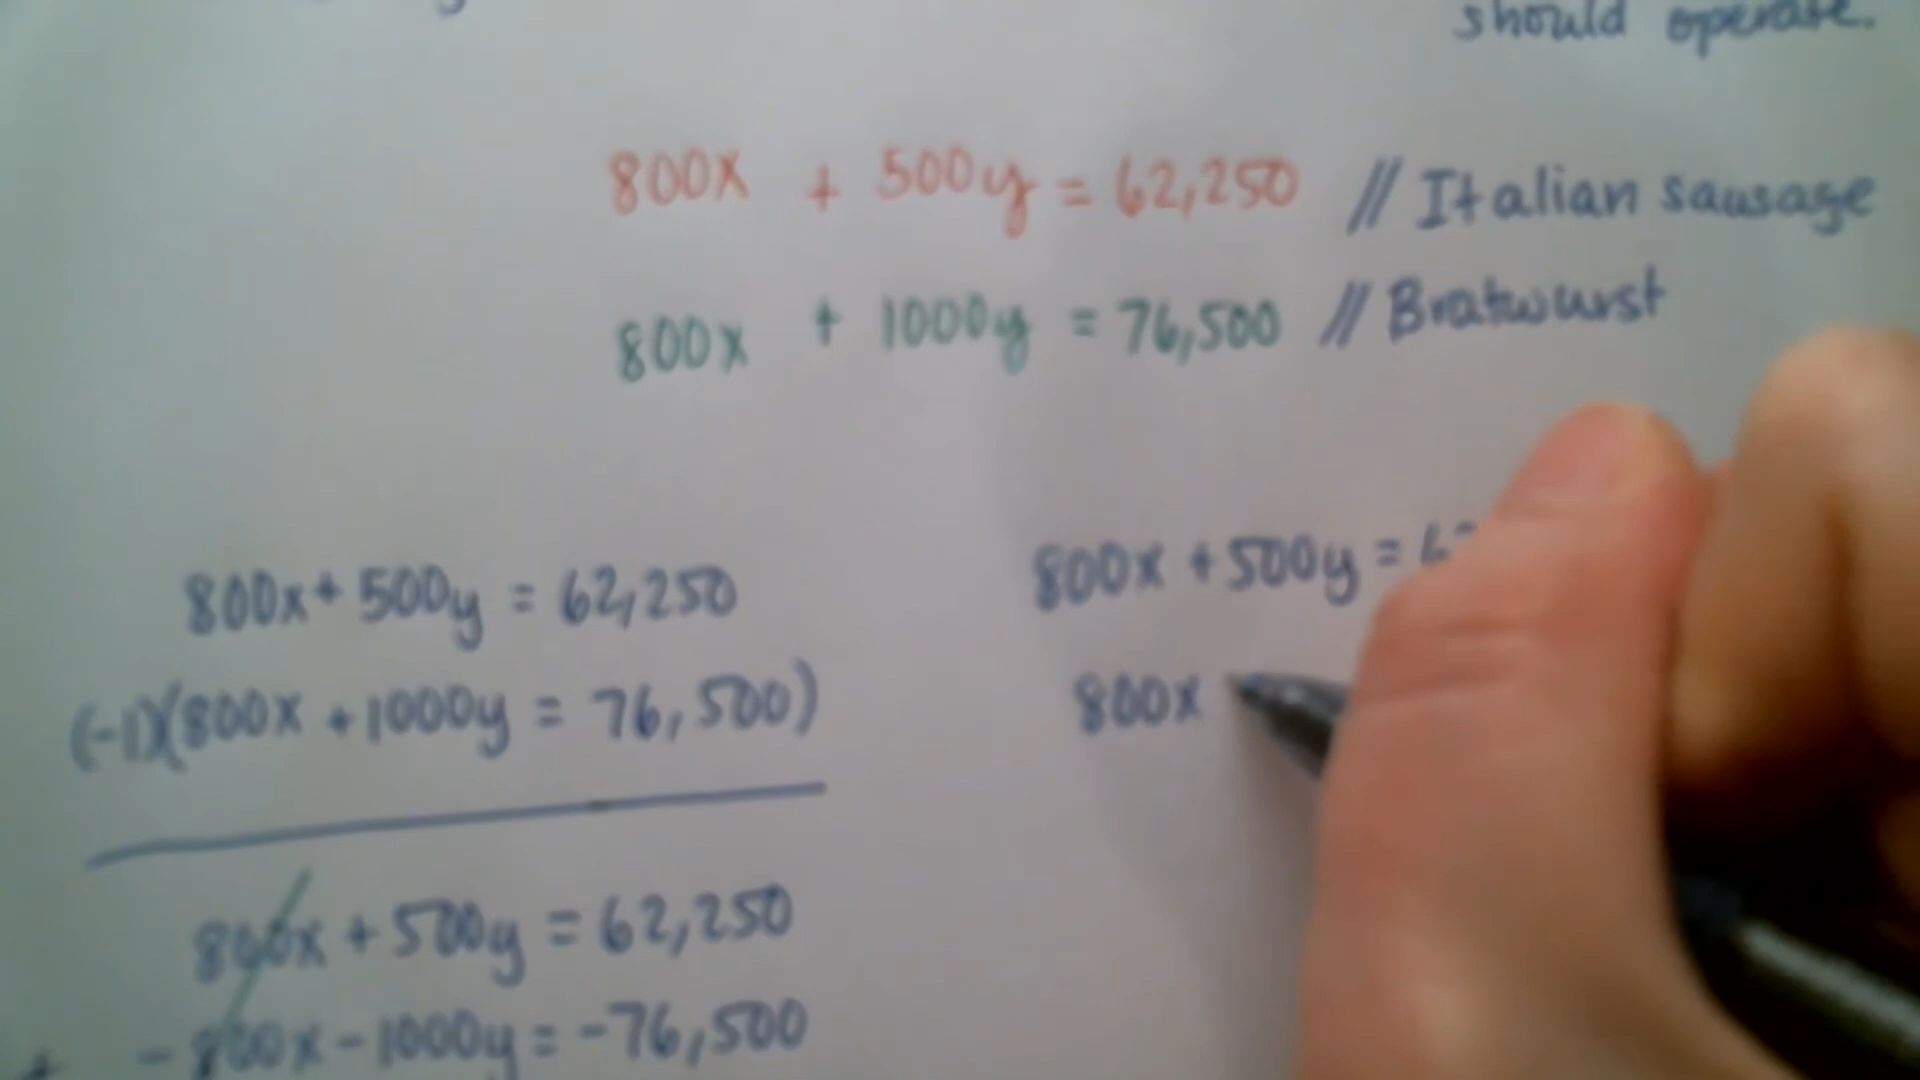 should operate.
800x + 500y = 62,250 // Italian sausage
800x + 1000y = 76,500 // Bratwurst
800x + 500y = 62,250
(-1)(800x + 1000y = 76,500)
800x + 500y = 62,250
- 800x - 1000y = -76,500
+
800x + 500y = 62
800x